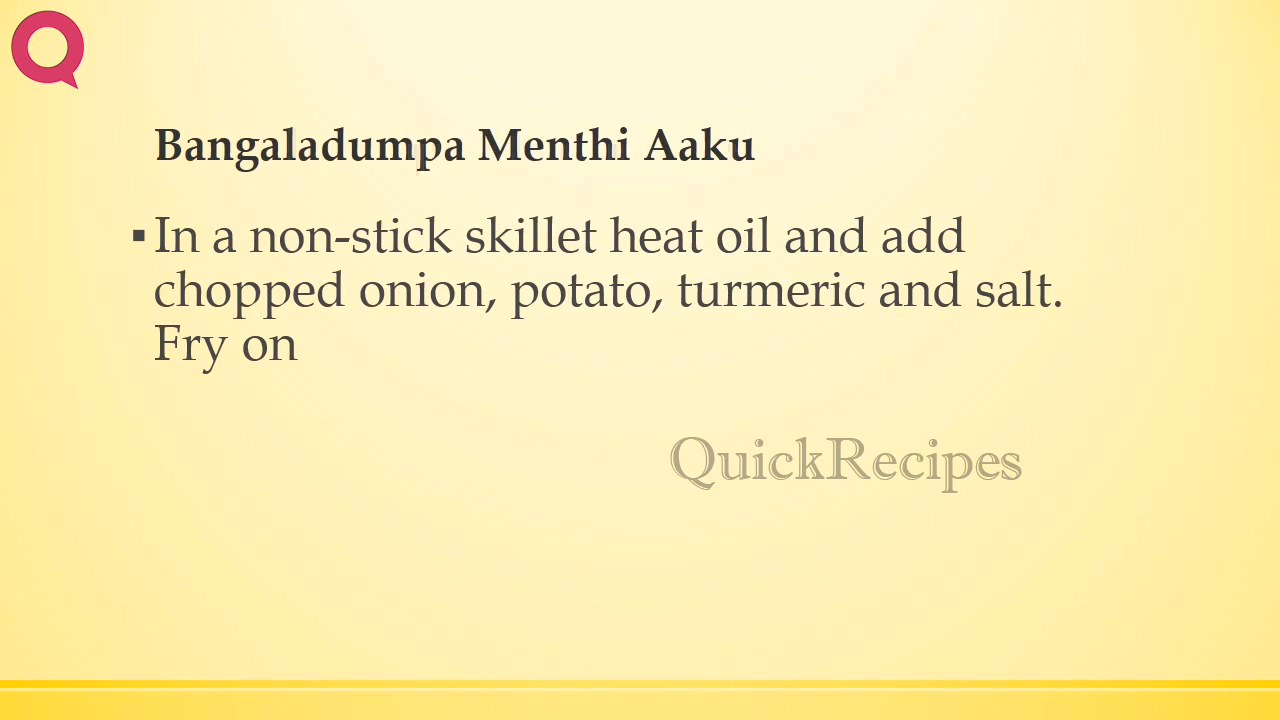 Bangaladumpa Menthi Aaku
▪ In a non-stick skillet heat oil and add
chopped onion, potato, turmeric and salt.
Fry on
QuickRecipes